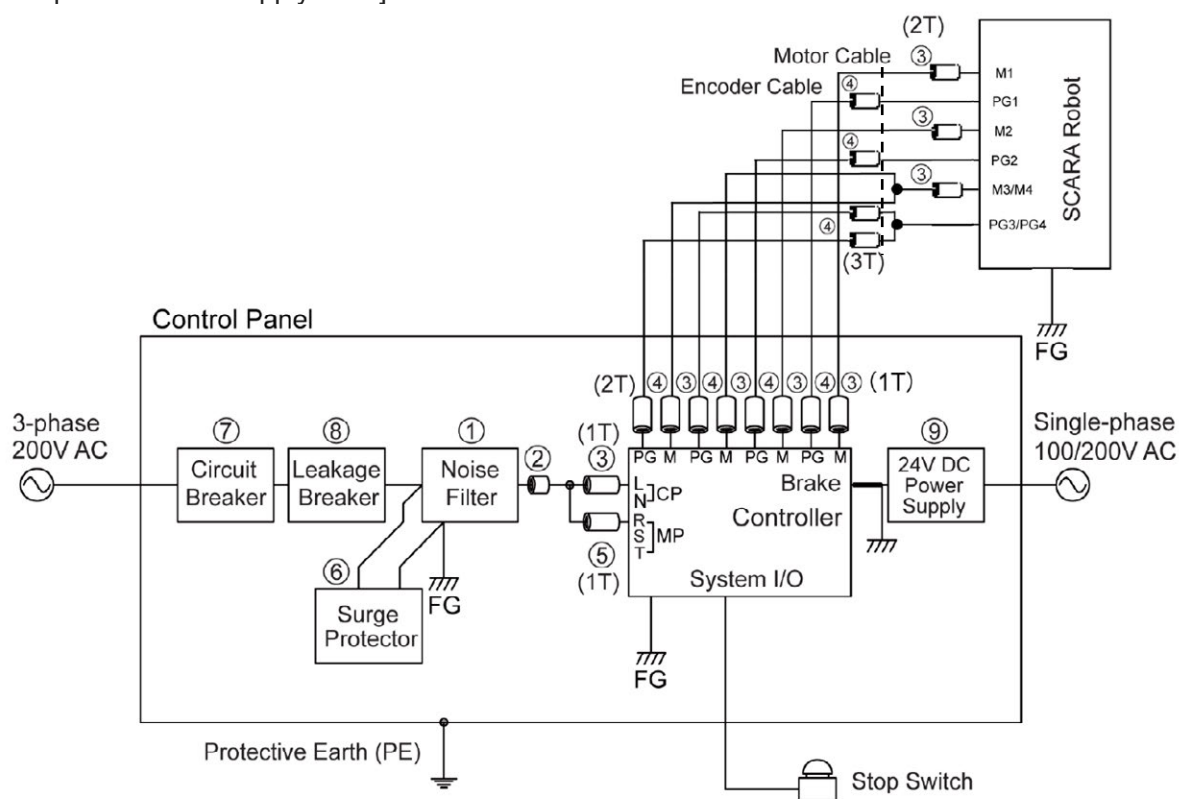 (2T)
Motor Cable
③
M1
Encoder Cable
④
PG1
③
M2
④
PG2
③
M3/M4
④
PG3/PG4
(3T)
SCARA Robot
FG
Control Panel
3-phase
200V AC
⑦
Circuit
Breaker
⑧
Leakage
Breaker
①
Noise
Filter
②
⑥
Surge
Protector
FG
(1T)
③
⑤
(1T)
(2T) ④ ③ ④ ③ ④ ③ ④ ③ (1T)
PG M PG M PG M PG M
L
N
CP
R
S
T
MP
Brake
Controller
System I/O
FG
⑨
24V DC
Power
Supply
Single-phase
100/200V AC
Protective Earth (PE)
Stop Switch